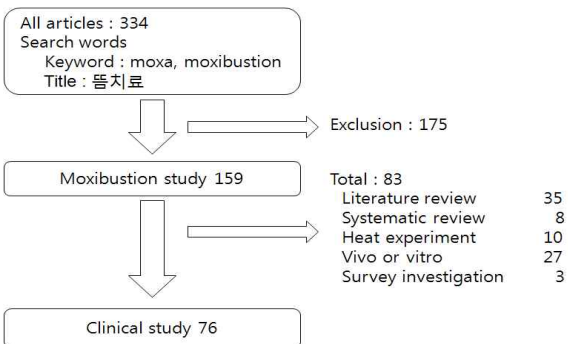 All articles : 334
Search words
Keyword : moxa, moxibustion
Title : 뜸치료
Exclusion : 175
Moxibustion study 159
Total : 83
Literature review 35
Systematic review 8
Heat experiment 10
Vivo or vitro 27
Survey investigation 3
Clinical study 76